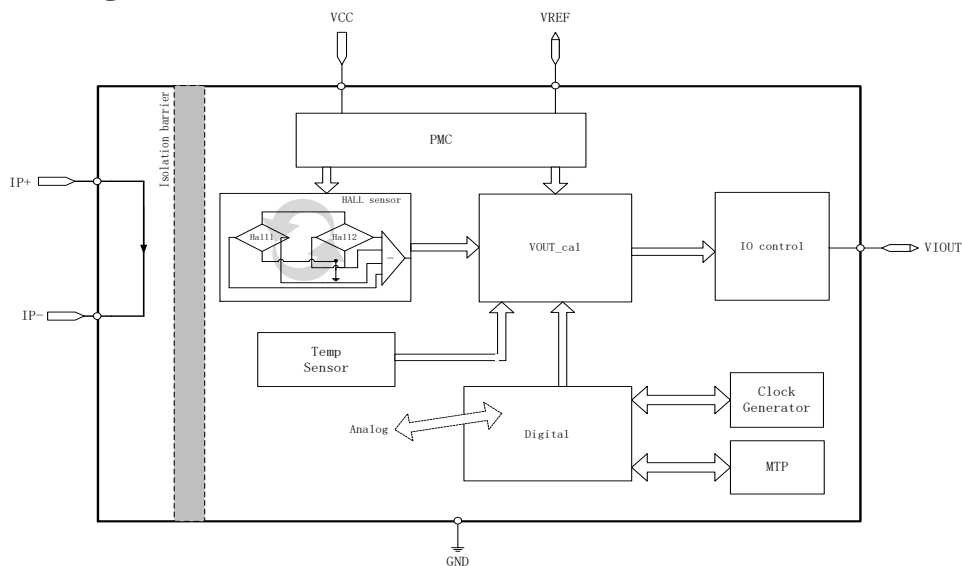 VCC
VREF
Isolation barrier
PMC
IP+
HALL sensor
Hall1
Hall2
−
VOUT_cal
IO control
VIOUT
IP−
Temp
Sensor
Clock
Generator
Analog
Digital
MTP
GND